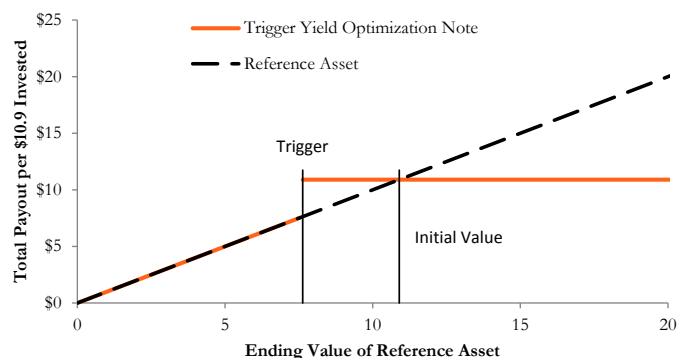 $25
$20
$15
$10
$5
$0
Total Payout per $10.9 Invested
Trigger Yield Optimization Note
Reference Asset
Trigger
Initial Value
0
5
10
15
20
Ending Value of Reference Asset